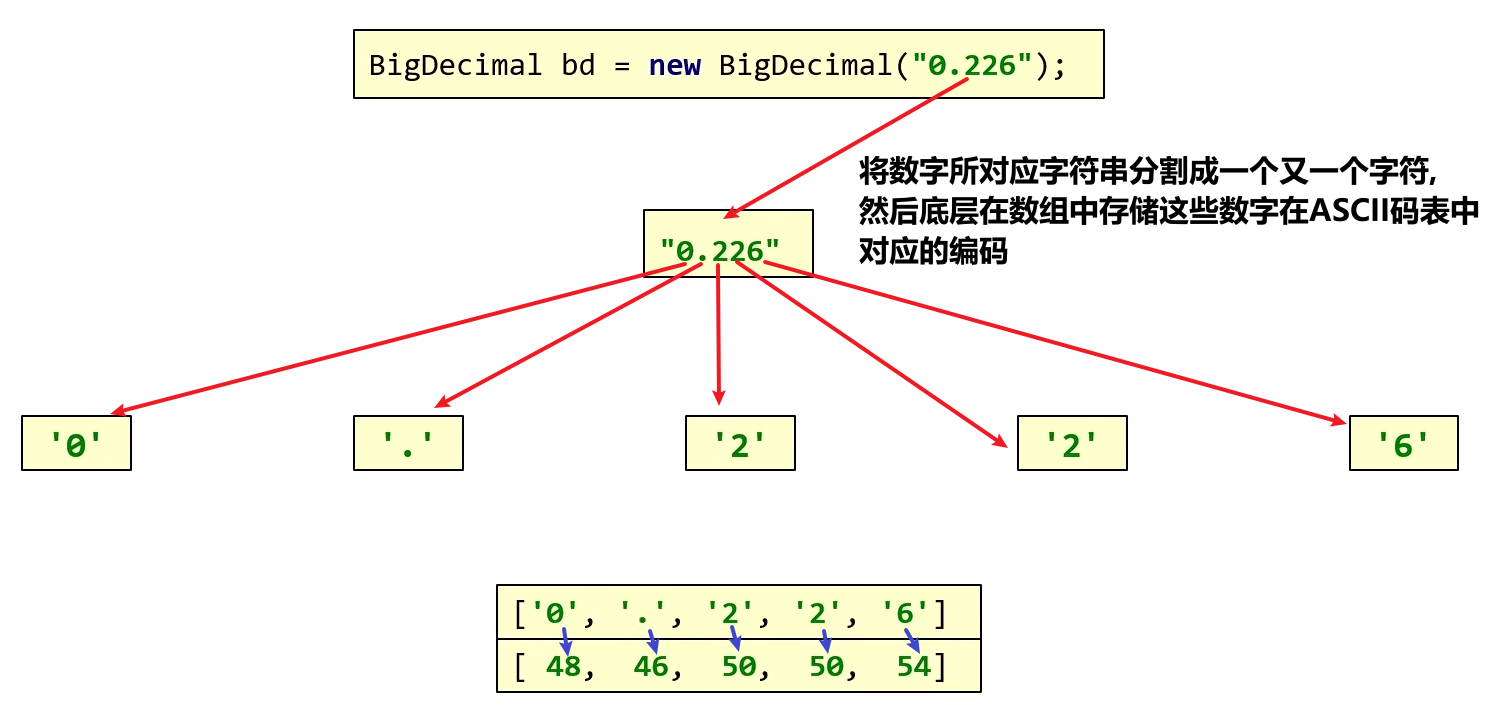 BigDecimal bd = new BigDecimal("0.226");
将数字所对应字符串分割成一个又一个字符,
然后底层在数组中存储这些数字在ASCII码表中
对应的编码
"0.226"
'0' '.' '2' '2' '6'
['0', '.', '2', '2', '6']
[ 48, 46, 50, 50, 54]